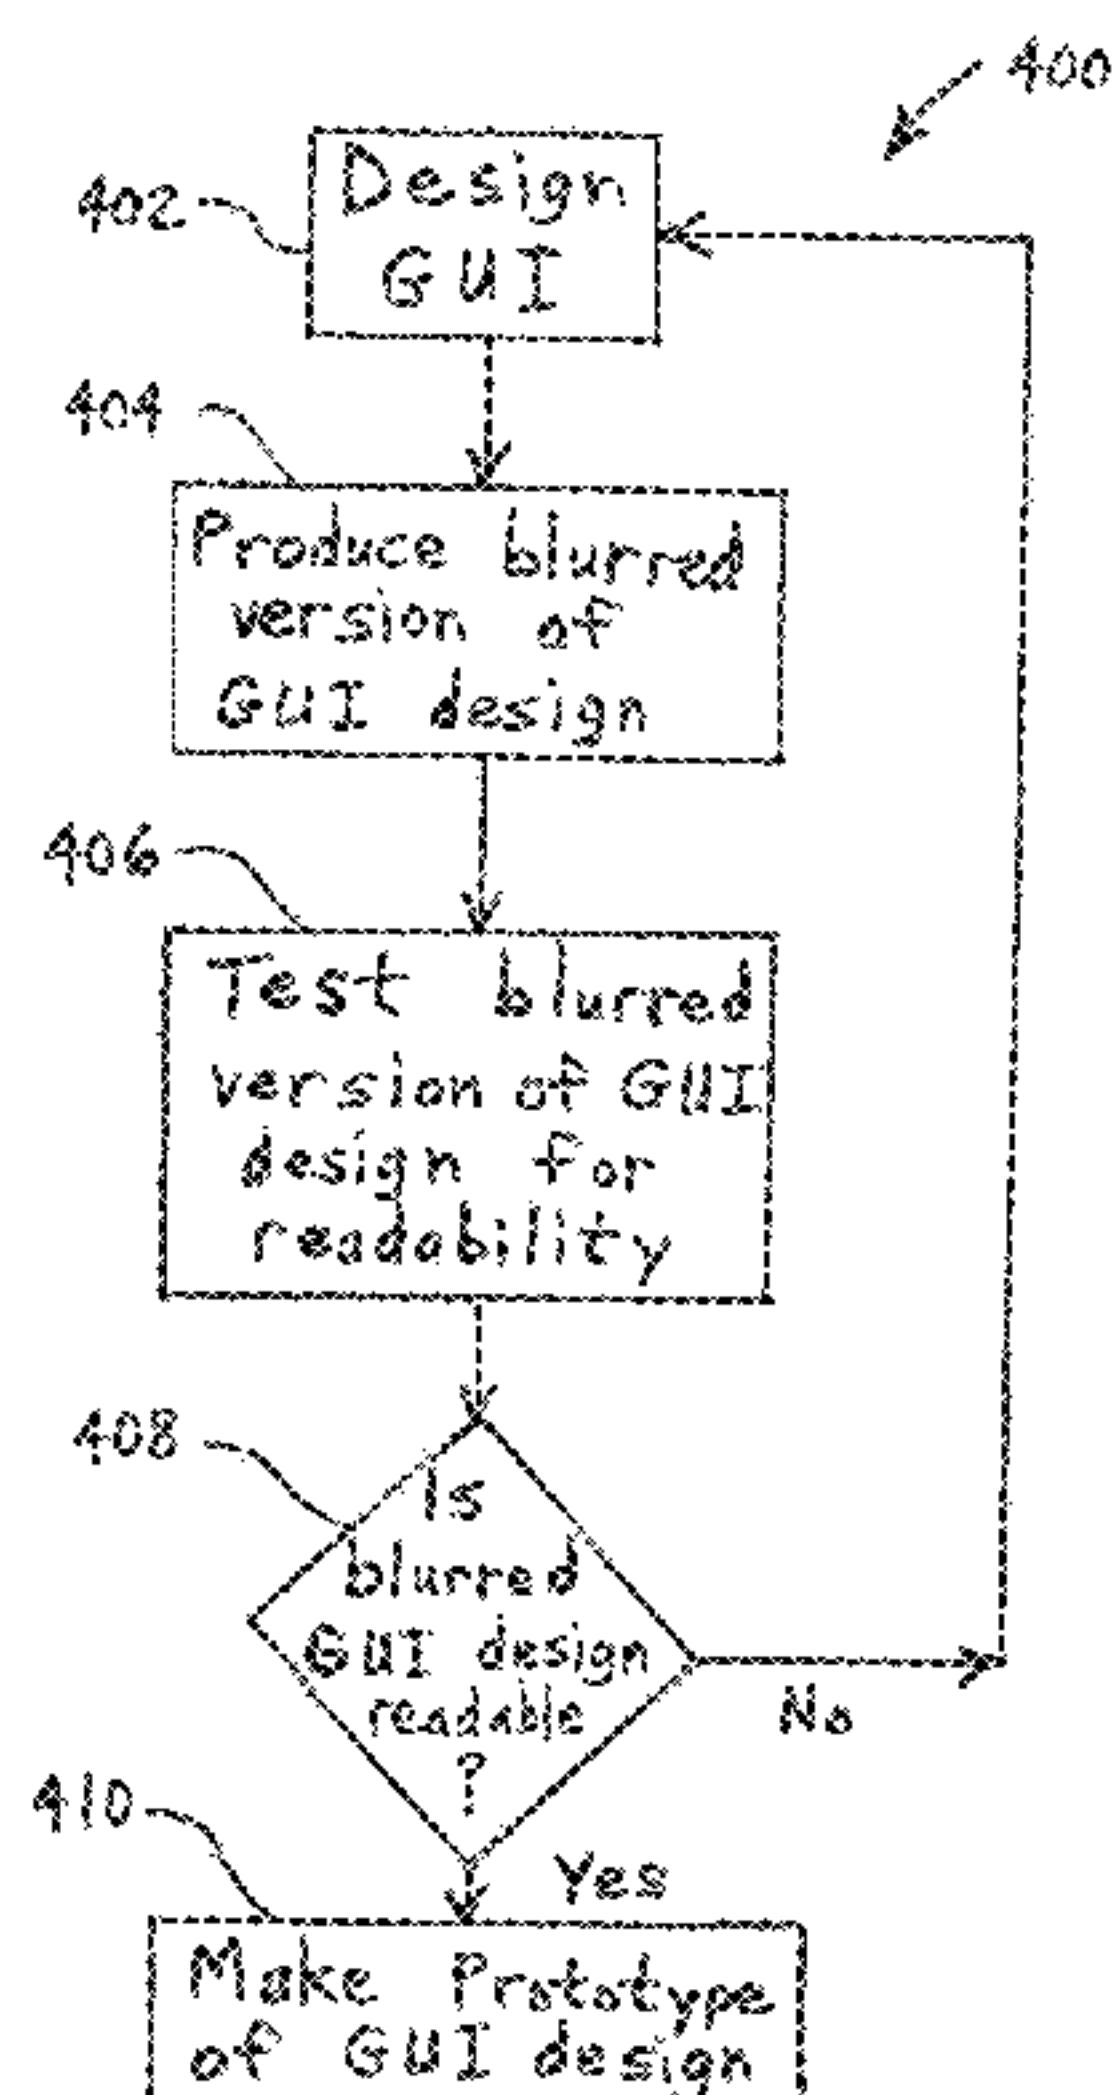 400
402
Design
GUI
404
Produce blurred
version of
GUI design
406
Test blurred
version of GUI
design for
readability
408
Is
blurred
GUI design
readable
?
No
Yes
410
Make Prototype
of GUI design